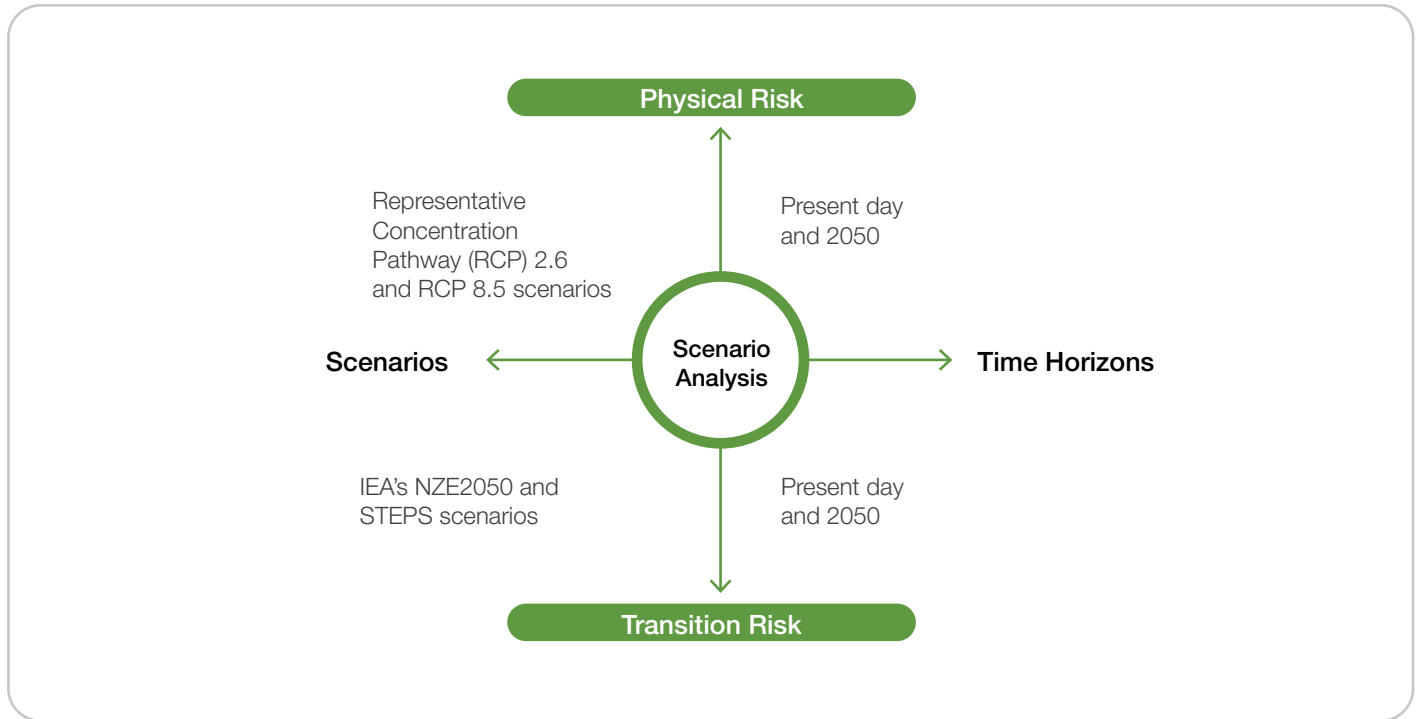 Physical Risk
Representative
Concentration
Pathway (RCP) 2.6
and RCP 8.5 scenarios
Present day
and 2050
Scenarios
Scenario
Analysis
Time Horizons
IEA's NZE2050 and
STEPS scenarios
Present day
and 2050
Transition Risk